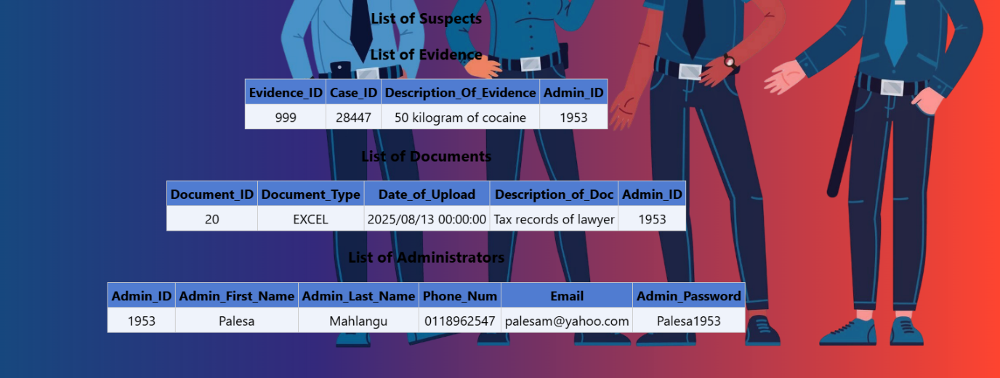 List of Suspects
List of Evidence
Evidence_ID Case_ID Description_Of_Evidence Admin_ID
999 28447 50 kilogram of cocaine 1953
List of Documents
Document_ID Document_Type Date_of_Upload Description_of_Doc Admin_ID
20 EXCEL 2025/08/13 00:00:00 Tax records of lawyer 1953
List of Administrators
Admin_ID Admin_First_Name Admin_Last_Name Phone_Num Email Admin_Password
1953 Palesa Mahlangu 0118962547 palesam@yahoo.com Palesa1953